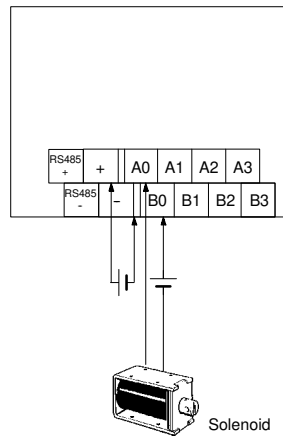 RS485
+
+
A0
A1
A2
A3
RS485
-
-
B0
B1
B2
B3
Solenoid